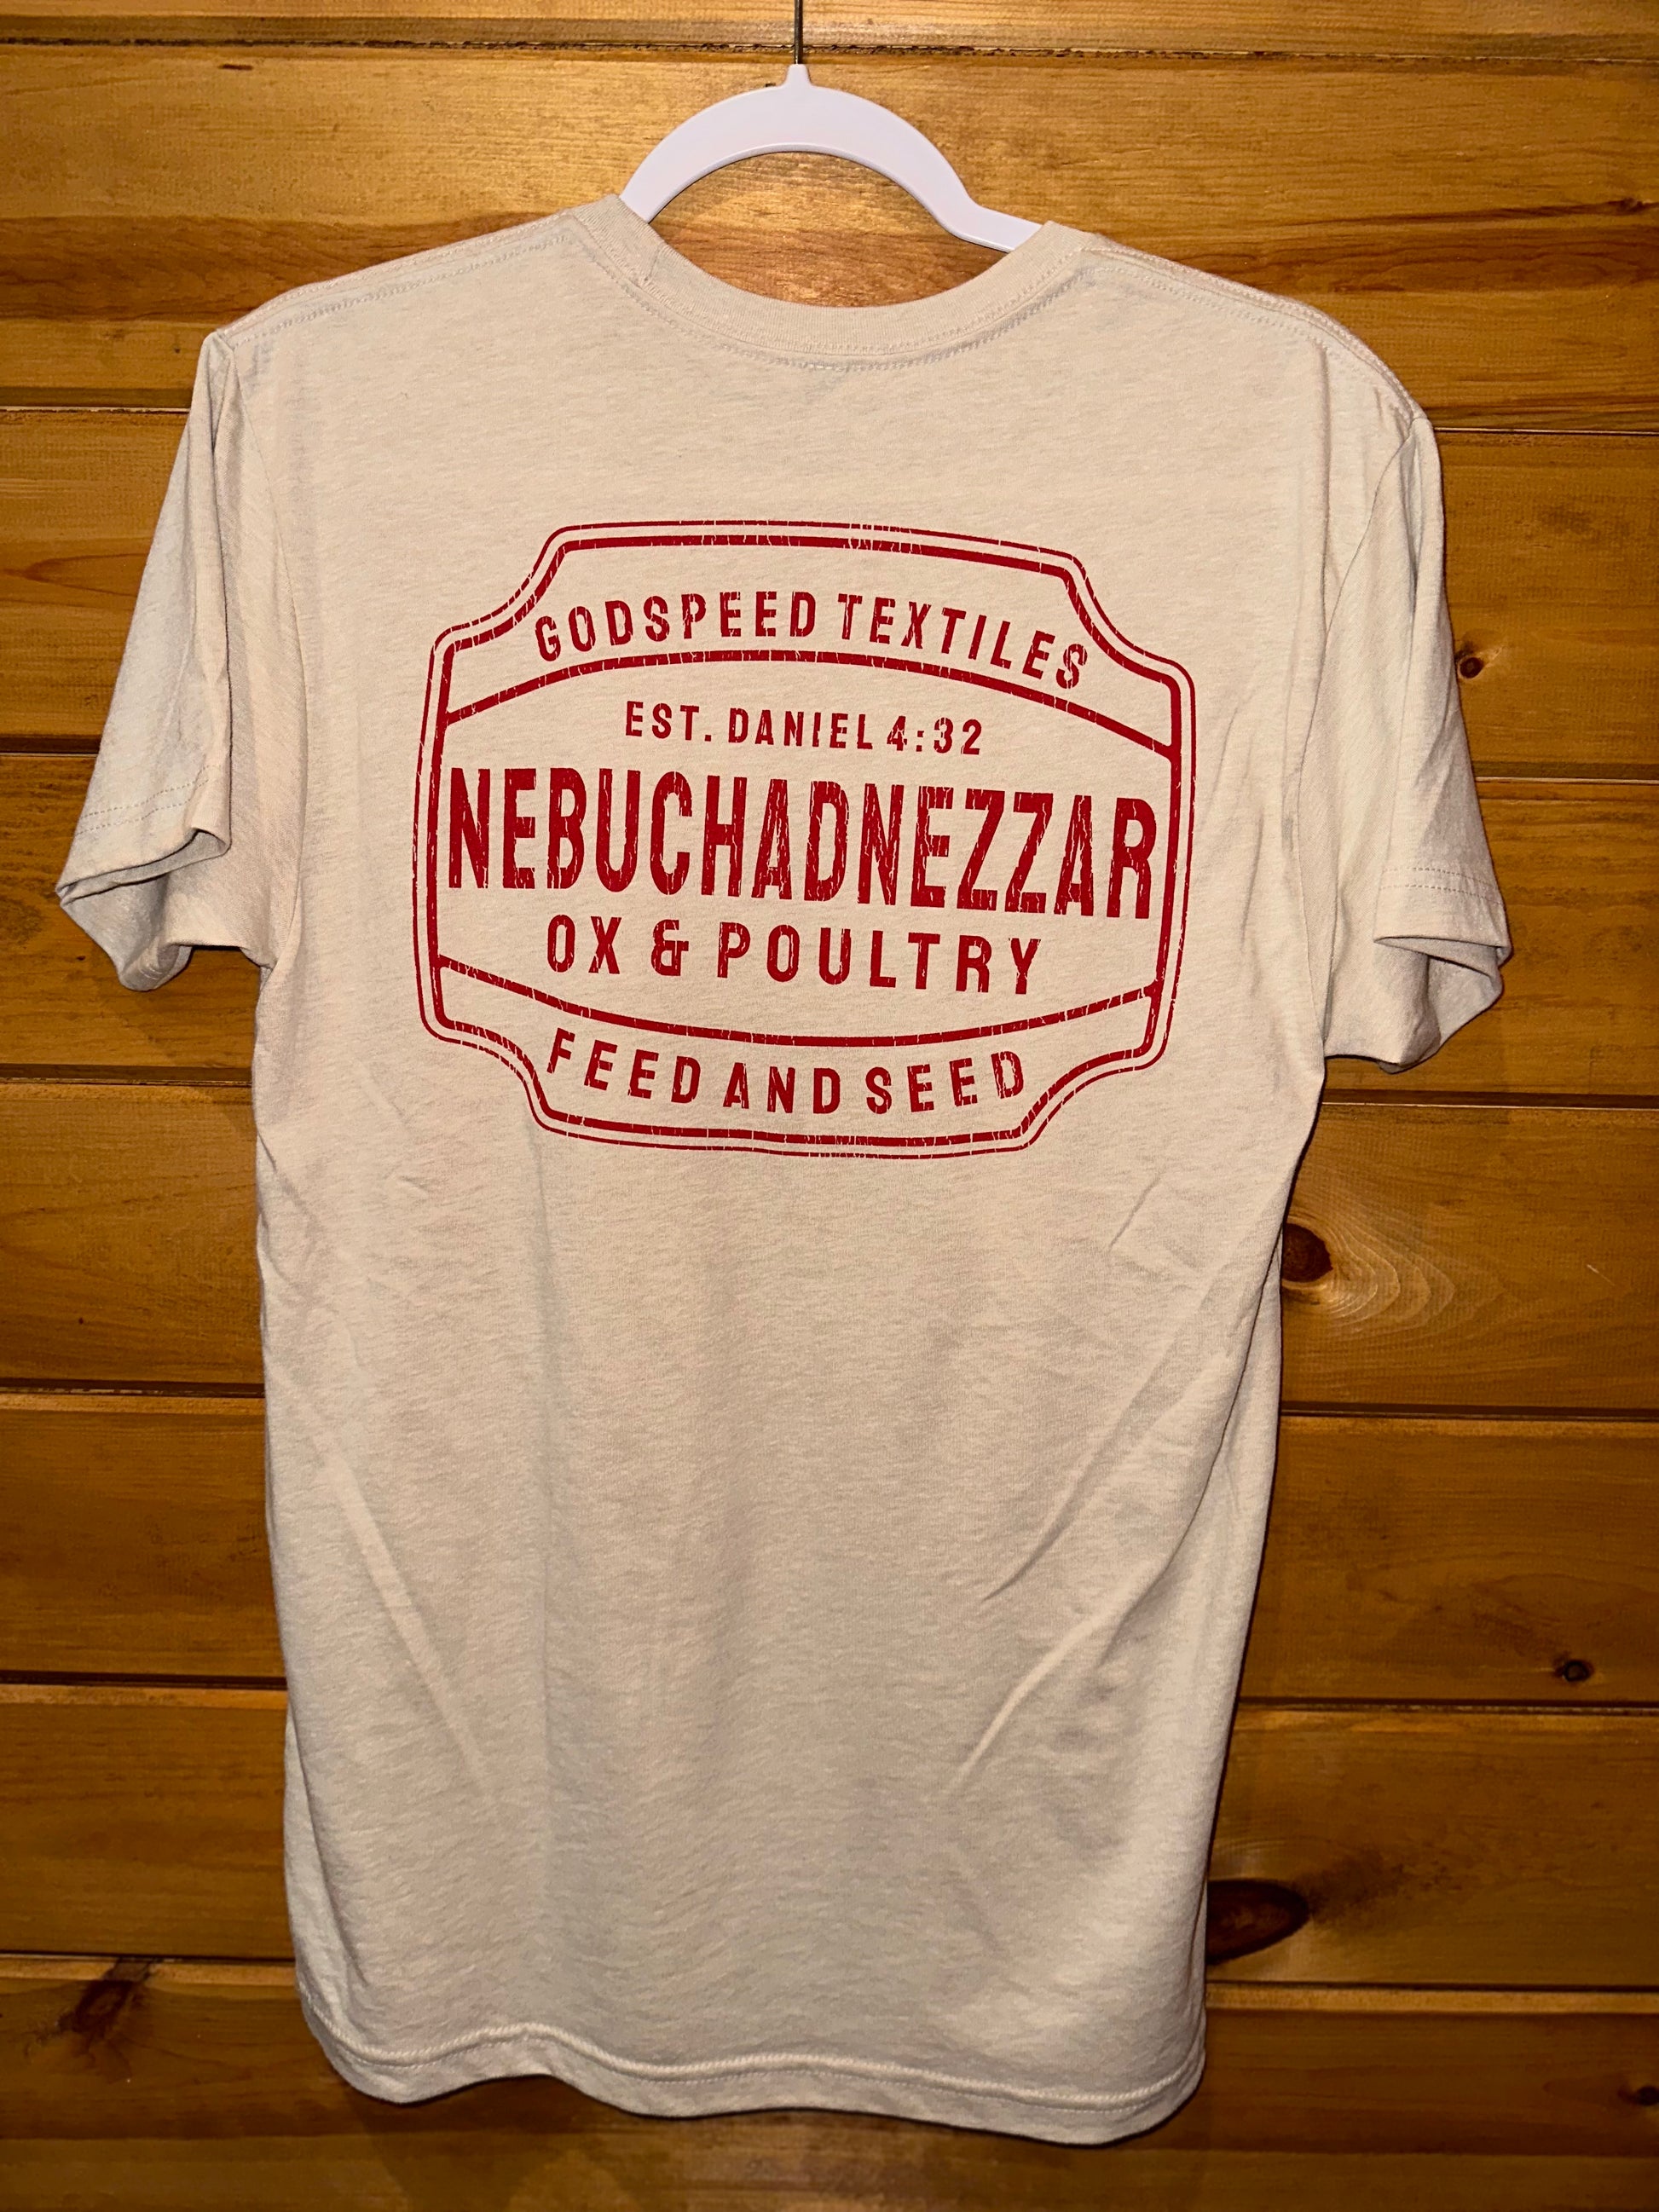 GODSPEED TEXTILES
EST. DANIEL 4:32
NEBUCHADNEZZAR
OX & POULTRY
FEED AND SEED